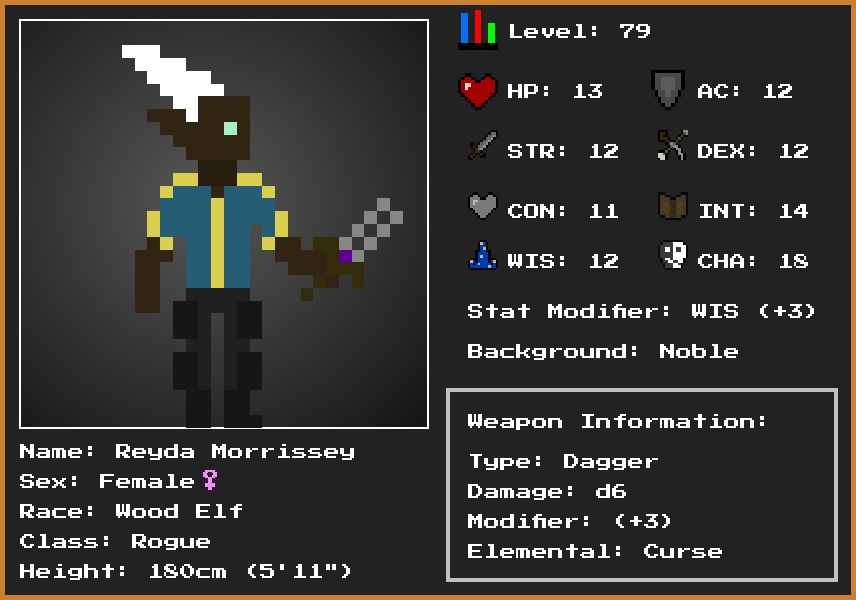 Level: 79
HP: 13 AC: 12
STR: 12 DEX: 12
CON: 11 INT: 14
WIS: 12 CHA: 18
Stat Modifier: WIS (+3)
Background: Noble
Weapon Information:
Type: Dagger
Damage: d6
Modifier: (+3)
Elemental: Curse
Name: Reyda Morrissey
Sex: Female♀
Race: Wood Elf
Class: Rogue
Height: 180cm (5'11")